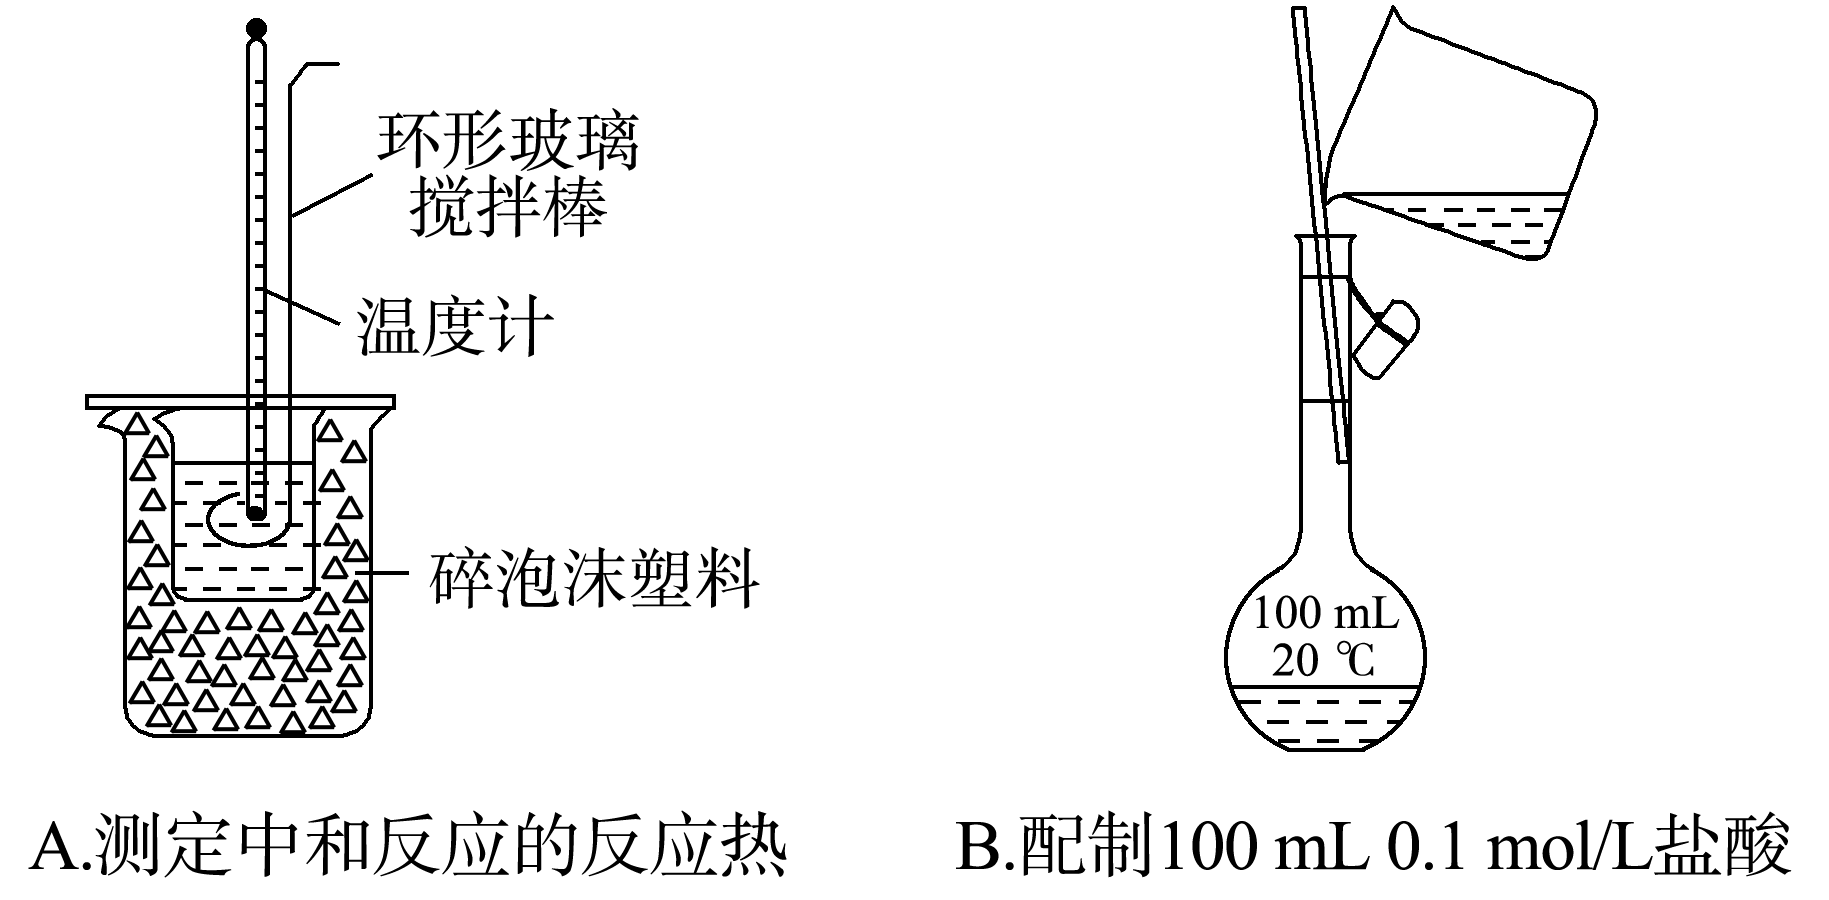 环形玻璃
搅拌棒
温度计
碎泡沫塑料
A.测定中和反应的反应热
100 mL
20 ℃
B.配制100 mL 0.1 mol/L盐酸